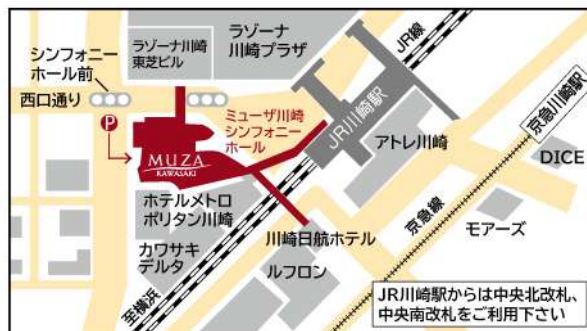 ラゾーナ川崎
東芝ビル
ラゾーナ
川崎プラザ
JR線
シンフォニー
ホール前
西口通り
P
ミューザ川崎
シンフォニー
ホール
MUZA
KAWASAKI
JR川崎駅
アトレ川崎
京急川崎駅
DICE
ホテルメトロ
ポリタン川崎
カワサキ
デルタ
川崎日航ホテル
ルフロン
京急線
モアーズ
至横浜
JR川崎駅からは中央北改札、
中央南改札をご利用下さい